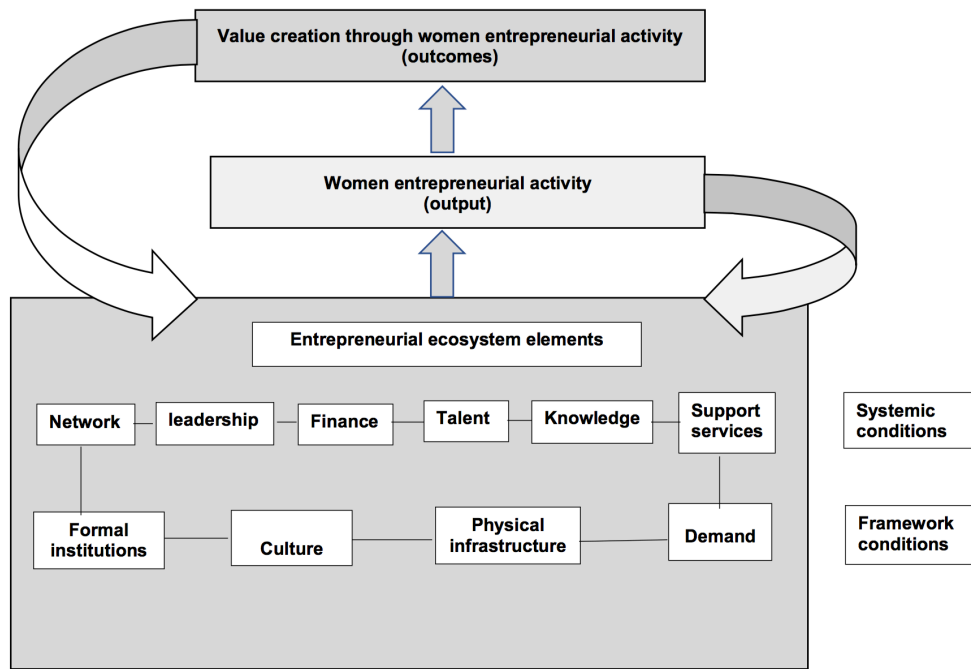 Value creation through women entrepreneurial activity
(outcomes)
Women entrepreneurial activity
(output)
Entrepreneurial ecosystem elements
Network
leadership
Finance
Talent
Knowledge
Support
services
Systemic
conditions
Formal
institutions
Culture
Physical
infrastructure
Demand
Framework
conditions